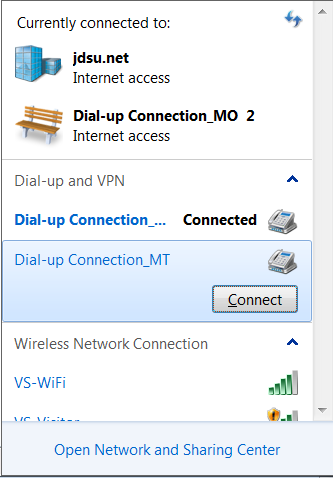 Currently connected to:
jdsu.net
Internet access
Dial-up Connection_MO 2
Internet access
Dial-up and VPN
Dial-up Connection_... Connected
Dial-up Connection_MT
Connect
Wireless Network Connection
VS-WiFi
VS-Visitor
Open Network and Sharing Center